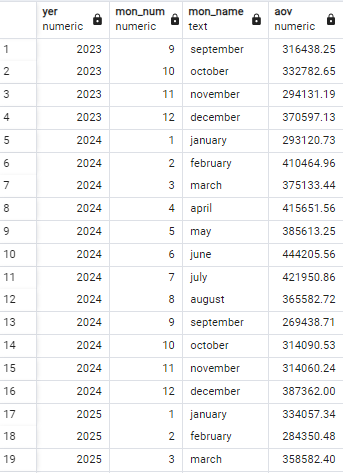 yer mon_num mon_name aov
numeric numeric text numeric
1 2023 9 september 316438.25
2 2023 10 october 332782.65
3 2023 11 november 294131.19
4 2023 12 december 370597.13
5 2024 1 january 293120.73
6 2024 2 february 410464.96
7 2024 3 march 375133.44
8 2024 4 april 415651.56
9 2024 5 may 385613.25
10 2024 6 june 444205.56
11 2024 7 july 421950.86
12 2024 8 august 365582.72
13 2024 9 september 269438.71
14 2024 10 october 314090.53
15 2024 11 november 314060.24
16 2024 12 december 387362.00
17 2025 1 january 334057.34
18 2025 2 february 284350.48
19 2025 3 march 358582.40